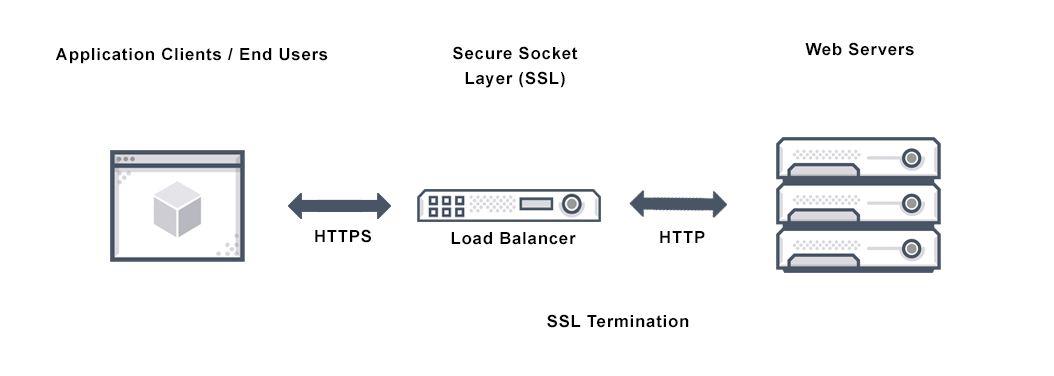 Application Clients / End Users
Secure Socket
Layer (SSL)
Web Servers
HTTPS
Load Balancer
HTTP
SSL Termination